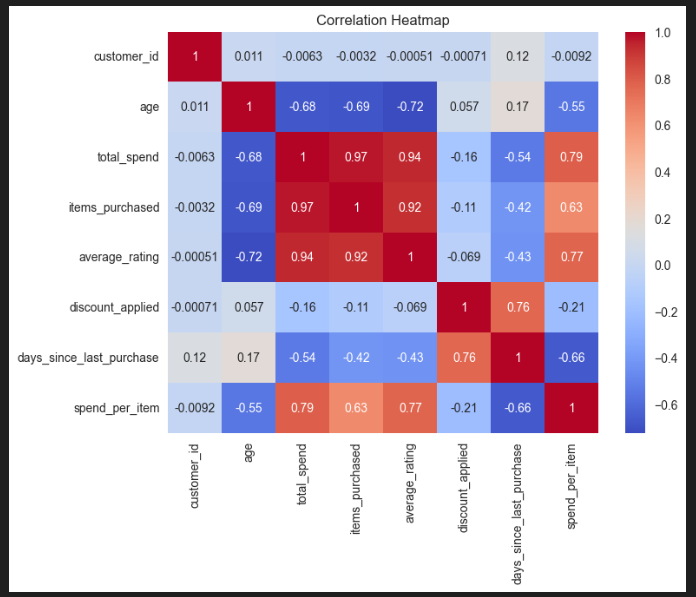 Correlation Heatmap
customer_id 1 0.011 -0.0063 -0.0032 -0.00051 -0.00071 0.12 -0.0092
age 0.011 1 -0.68 -0.69 -0.72 0.057 0.17 -0.55
total_spend -0.0063 -0.68 1 0.97 0.94 -0.16 -0.54 0.79
items_purchased -0.0032 -0.69 0.97 1 0.92 -0.11 -0.42 0.63
average_rating -0.00051 -0.72 0.94 0.92 1 -0.069 -0.43 0.77
discount_applied -0.00071 0.057 -0.16 -0.11 -0.069 1 0.76 -0.21
days_since_last_purchase 0.12 0.17 -0.54 -0.42 -0.43 0.76 1 -0.66
spend_per_item -0.0092 -0.55 0.79 0.63 0.77 -0.21 -0.66 1
customer_id
age
total_spend
items_purchased
average_rating
discount_applied
days_since_last_purchase
spend_per_item
1.0
0.8
0.6
0.4
0.2
0.0
−0.2
−0.4
−0.6